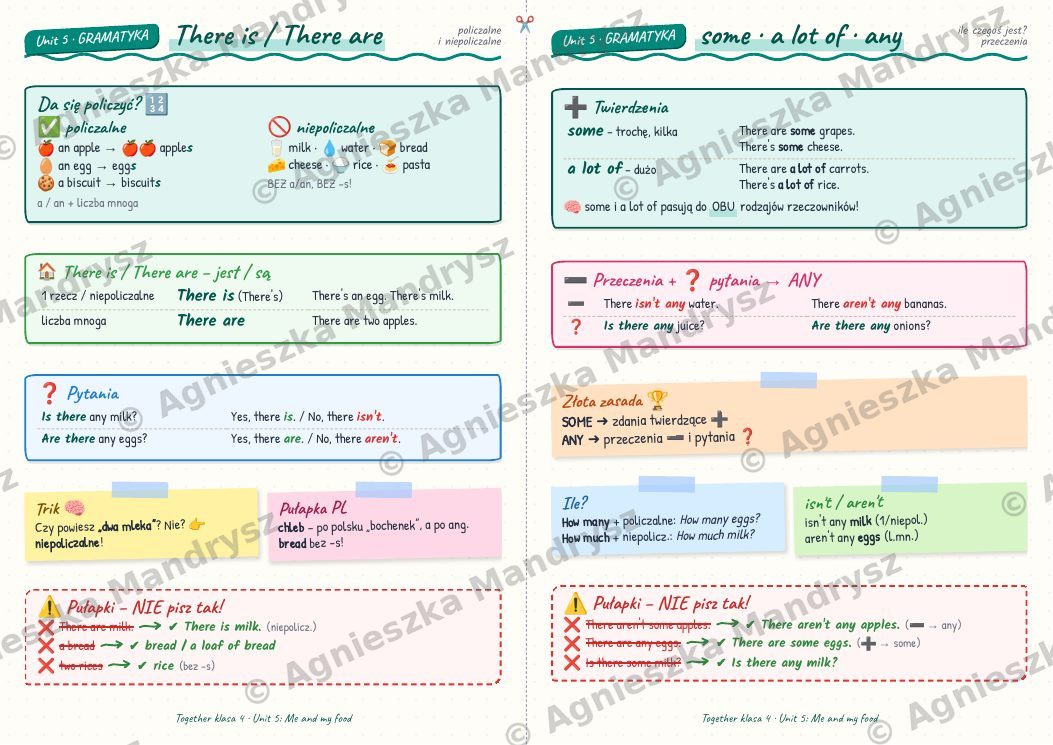 Unit 5 · GRAMATYKA
There is / There are
policzalne
i niepoliczalne
Da się policzyć? 🔢
✅ policzalne
🍎 an apple → 🍎🍎 apples
🥚 an egg → eggs
🍪 a biscuit → biscuits
a / an + liczba mnoga
🚫 niepoliczalne
🥛 milk · 💧 water · 🍞 bread
🧀 cheese · 🍚 rice · 🍝 pasta
BEZ a/an, BEZ -s!
🏠 There is / There are – jest / są
1 rzecz / niepoliczalne There is (There's) There's an egg. There's milk.
liczba mnoga There are There are two apples.
❓ Pytania
Is there any milk? Yes, there is. / No, there isn't.
Are there any eggs? Yes, there are. / No, there aren't.
Trik 🧠
Czy powiesz „dwa mleka"? Nie? 👉
niepoliczalne!
Pułapka PL
chleb – po polsku „bochenek", a po ang.
bread bez -s!
⚠️ Pułapki – NIE pisz tak!
❌ There are milk. → ✔ There is milk. (niepolicz.)
❌ a bread → ✔ bread / a loaf of bread
❌ two rices → ✔ rice (bez -s)
Together klasa 4 · Unit 5: Me and my food
Unit 5 · GRAMATYKA
some · a lot of · any
ile czegoś jest?
przeczenia
➕ Twierdzenia
some – trochę, kilka There are some grapes.
There's some cheese.
a lot of – dużo There are a lot of carrots.
There's a lot of rice.
🧠 some i a lot of pasują do OBU rodzajów rzeczowników!
➖ Przeczenia + ❓ pytania → ANY
➖ There isn't any water. There aren't any bananas.
❓ Is there any juice? Are there any onions?
Złota zasada 🏆
SOME → zdania twierdzące ➕
ANY → przeczenia ➖ i pytania ❓
Ile?
How many + policzalne: How many eggs?
How much + niepolicz.: How much milk?
isn't / aren't
isn't any milk (1/niepol.)
aren't any eggs (l.mn.)
⚠️ Pułapki – NIE pisz tak!
❌ There aren't some apples. → ✔ There aren't any apples. (➖ → any)
❌ There are any eggs. → ✔ There are some eggs. (➕ → some)
❌ Is there some milk? → ✔ Is there any milk?
Together klasa 4 · Unit 5: Me and my food
© Agnieszka Mandrysz